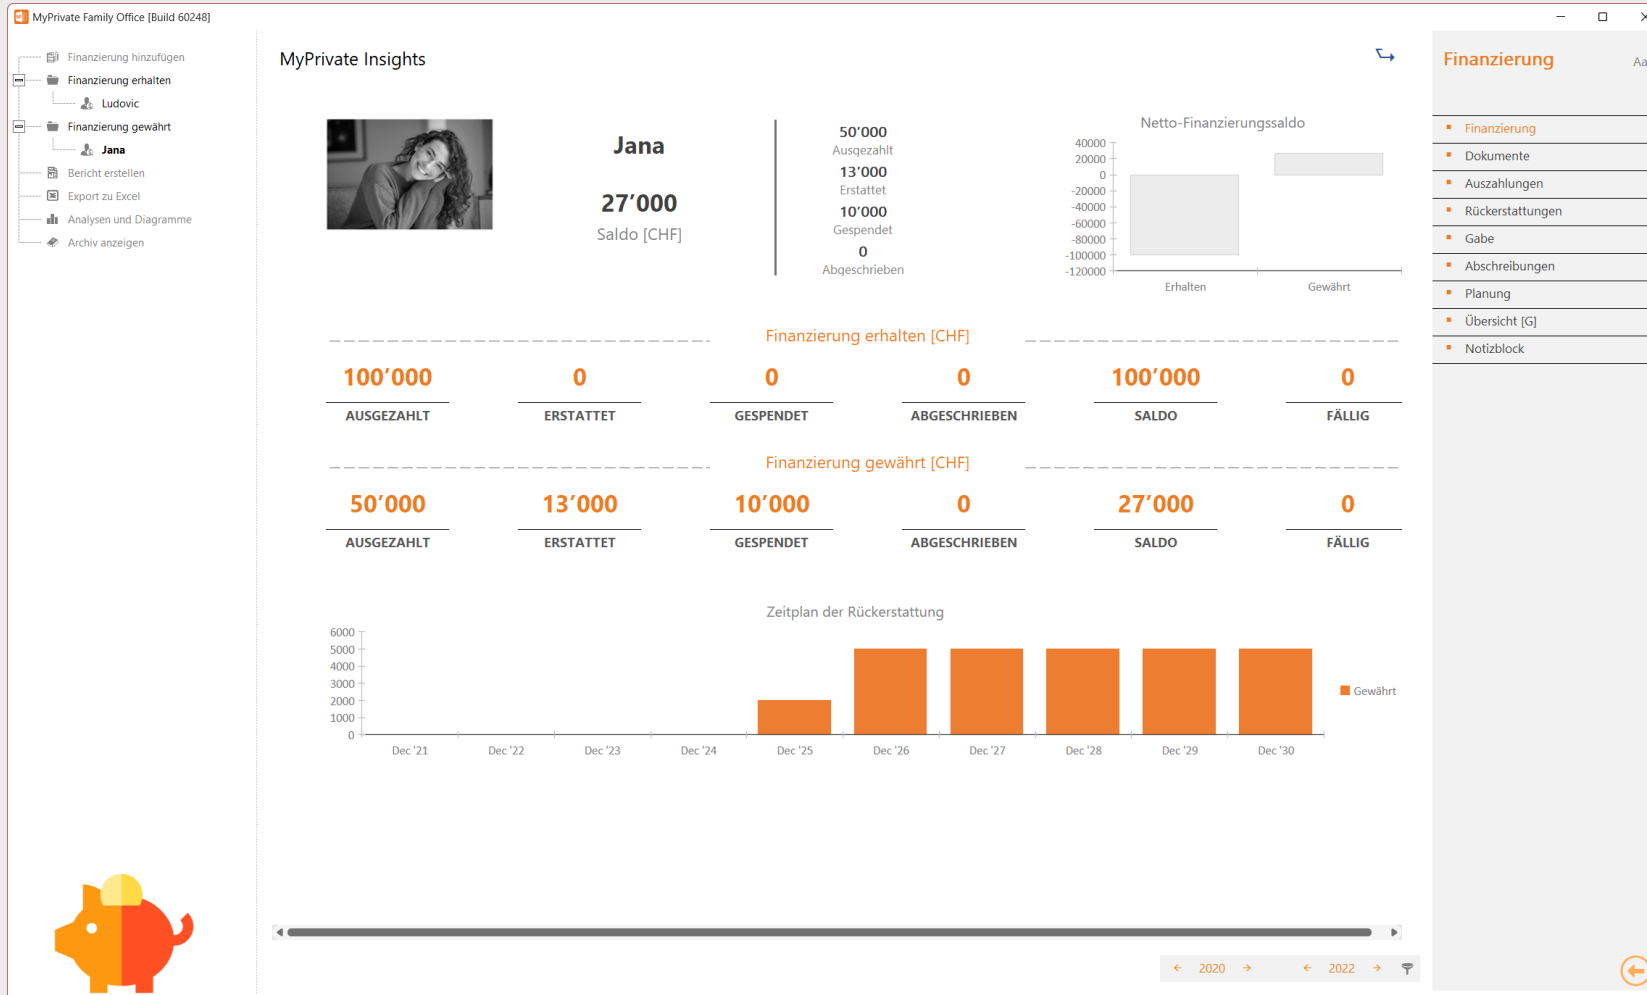 MyPrivate Family Office [Build 60248]
Finanzierung hinzufügen
Finanzierung erhalten
Ludovic
Finanzierung gewährt
Jana
Bericht erstellen
Export zu Excel
Analysen und Diagramme
Archiv anzeigen
MyPrivate Insights
Jana
27'000
Saldo [CHF]
50'000
Ausgezahlt
13'000
Erstattet
10'000
Gespendet
0
Abgeschrieben
Netto-Finanzierungssaldo
40000
20000
0
-20000
-40000
-60000
-80000
-100000
-120000
Erhalten Gewährt
Finanzierung erhalten [CHF]
100'000 0 0 0 100'000 0
AUSGEZAHLT ERSTATTET GESPENDET ABGESCHRIEBEN SALDO FÄLLIG
Finanzierung gewährt [CHF]
50'000 13'000 10'000 0 27'000 0
AUSGEZAHLT ERSTATTET GESPENDET ABGESCHRIEBEN SALDO FÄLLIG
Zeitplan der Rückerstattung
6000
5000
4000
3000
2000
1000
0
Dec '21 Dec '22 Dec '23 Dec '24 Dec '25 Dec '26 Dec '27 Dec '28 Dec '29 Dec '30
Gewährt
2020 2022
Finanzierung Aa
Finanzierung
Dokumente
Auszahlungen
Rückerstattungen
Gabe
Abschreibungen
Planung
Übersicht [G]
Notizblock